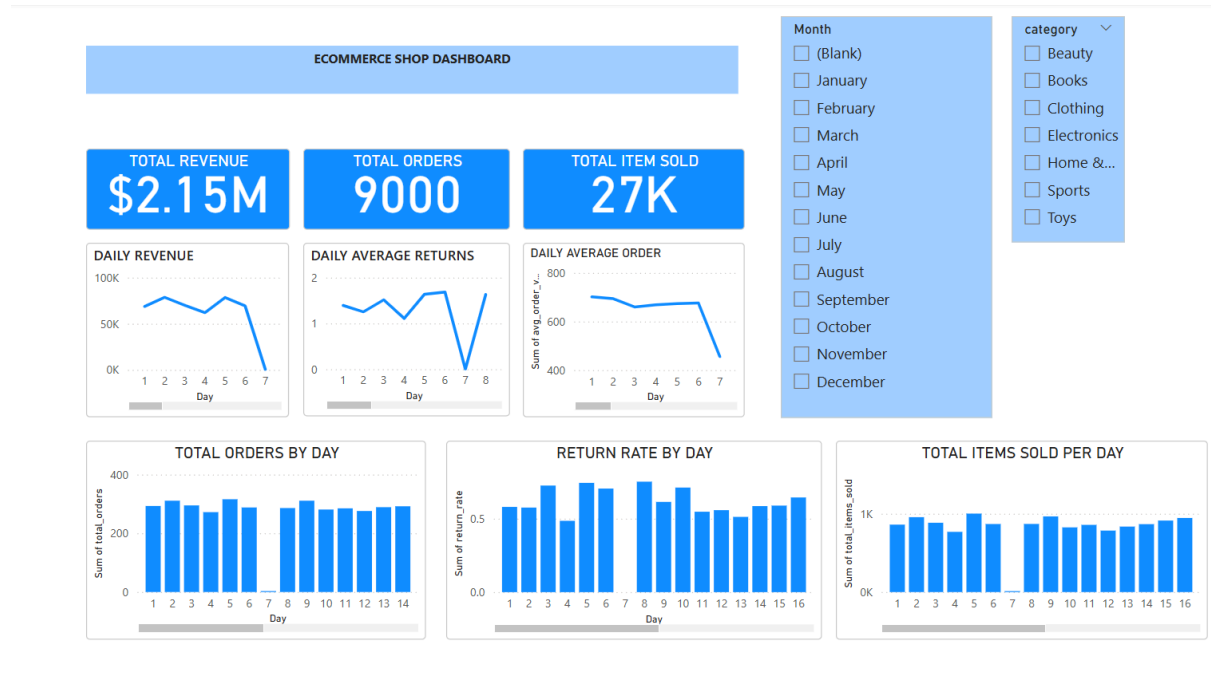 ECOMMERCE SHOP DASHBOARD
Month
(Blank)
January
February
March
April
May
June
July
August
September
October
November
December
category
Beauty
Books
Clothing
Electronics
Home &...
Sports
Toys
TOTAL REVENUE
$2.15M
TOTAL ORDERS
9000
TOTAL ITEM SOLD
27K
DAILY REVENUE
100K
50K
0K
1 2 3 4 5 6 7
Day
DAILY AVERAGE RETURNS
2
1
0
1 2 3 4 5 6 7 8
Day
DAILY AVERAGE ORDER
Sum of avg_order_v...
800
600
400
1 2 3 4 5 6 7
Day
TOTAL ORDERS BY DAY
Sum of total_orders
400
200
0
1 2 3 4 5 6 7 8 9 10 11 12 13 14
Day
RETURN RATE BY DAY
Sum of return_rate
0.5
0.0
1 2 3 4 5 6 7 8 9 10 11 12 13 14 15 16
Day
TOTAL ITEMS SOLD PER DAY
Sum of total_items_sold
1K
0K
1 2 3 4 5 6 7 8 9 10 11 12 13 14 15 16